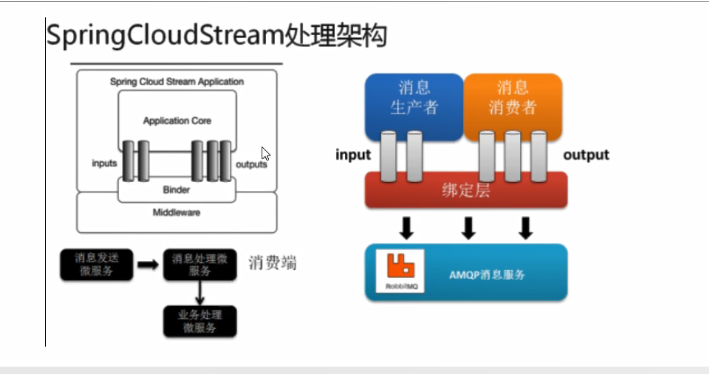 SpringCloudStream处理架构
Spring Cloud Stream Application
Application Core
inputs
outputs
Binder
Middleware
消息发送
微服务
消息处理微
服务
消费端
业务处理
微服务
消息
生产者
消息
消费者
input
output
绑定层
RabbitMQ
AMQP消息服务